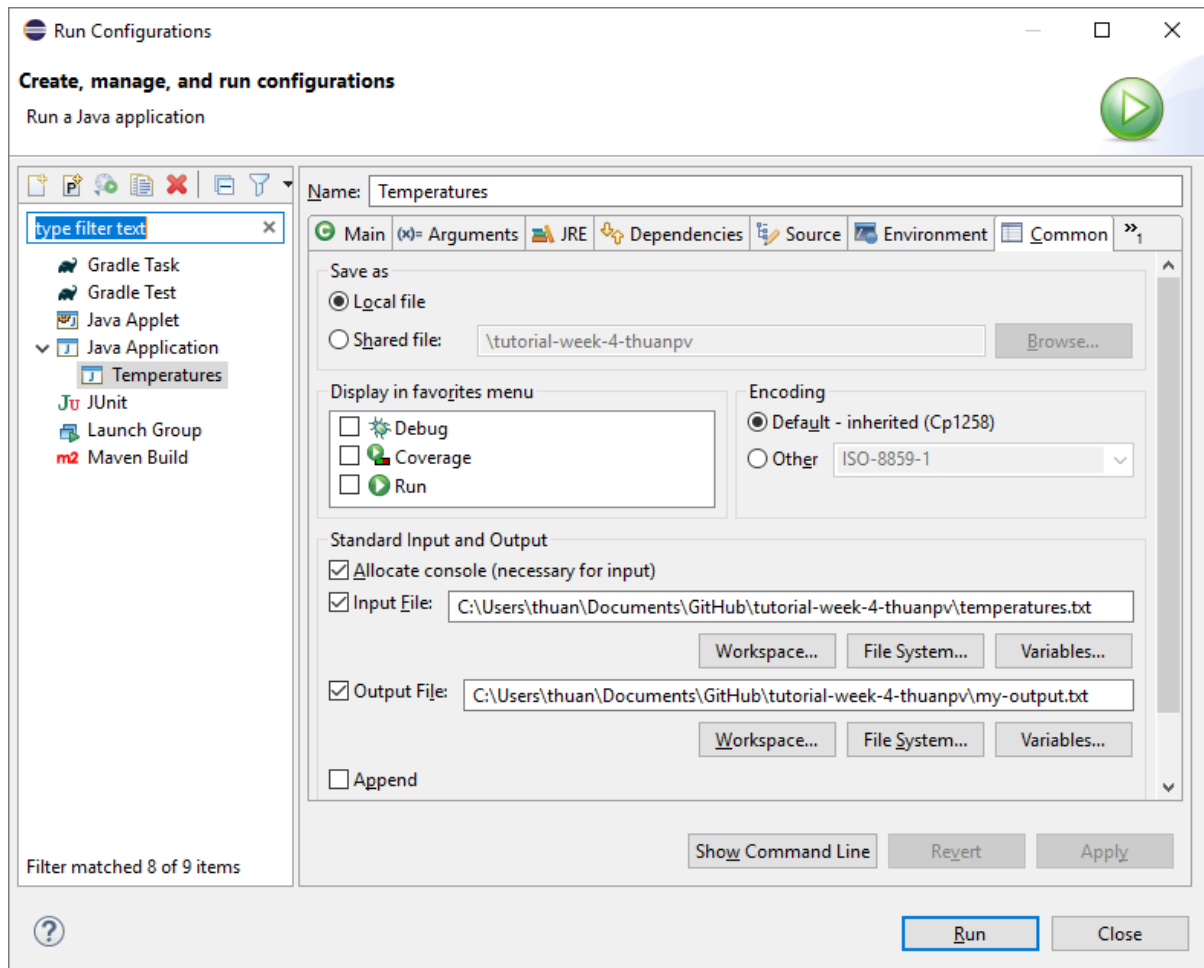 Run Configurations
Create, manage, and run configurations
Run a Java application
type filter text
Gradle Task
Gradle Test
Java Applet
Java Application
Temperatures
Ju JUnit
Launch Group
m2 Maven Build
Filter matched 8 of 9 items
Name: Temperatures
Main (x)= Arguments JRE Dependencies Source Environment Common »1
Save as
Local file
Shared file: \tutorial-week-4-thuanpv Browse...
Display in favorites menu
Debug
Coverage
Run
Encoding
Default - inherited (Cp1258)
Other ISO-8859-1
Standard Input and Output
Allocate console (necessary for input)
Input File: C:\Users\thuan\Documents\GitHub\tutorial-week-4-thuanpv\temperatures.txt
Workspace... File System... Variables...
Output File: C:\Users\thuan\Documents\GitHub\tutorial-week-4-thuanpv\my-output.txt
Workspace... File System... Variables...
Append
Show Command Line Revert Apply
Run Close